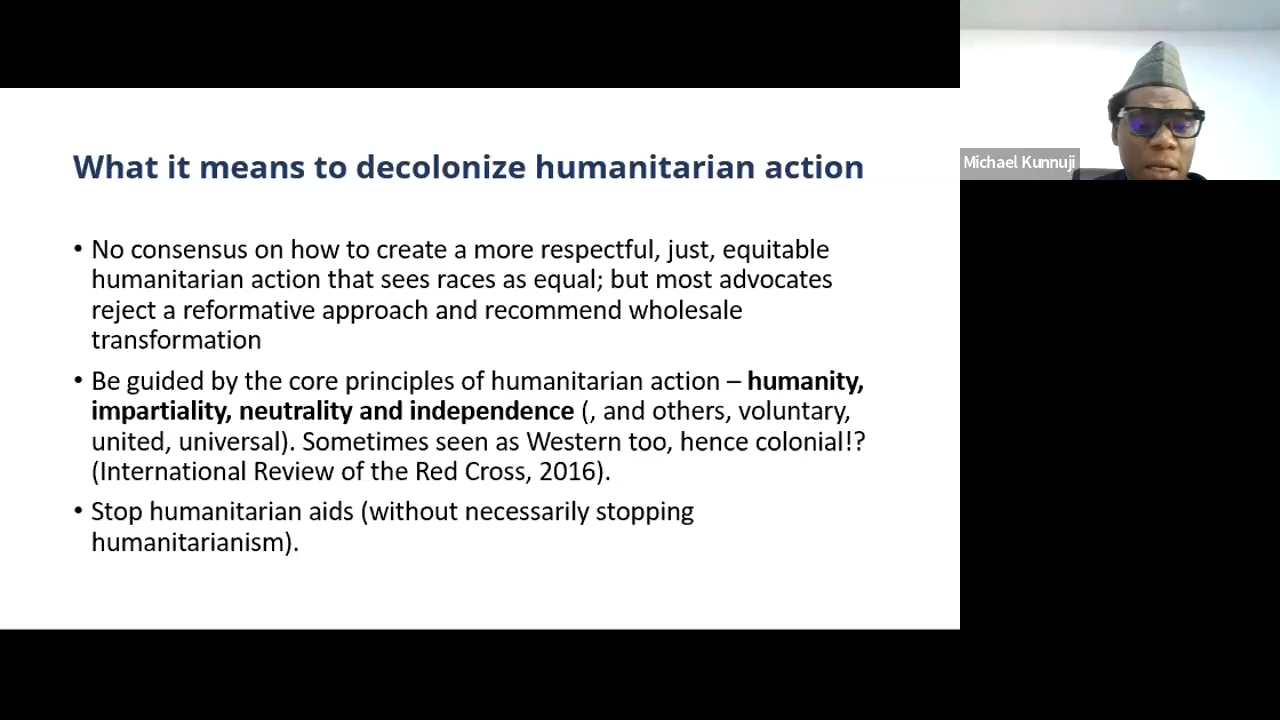 What it means to decolonize humanitarian action
• No consensus on how to create a more respectful, just, equitable
humanitarian action that sees races as equal; but most advocates
reject a reformative approach and recommend wholesale
transformation
• Be guided by the core principles of humanitarian action – humanity,
impartiality, neutrality and independence (, and others, voluntary,
united, universal). Sometimes seen as Western too, hence colonial!?
(International Review of the Red Cross, 2016).
• Stop humanitarian aids (without necessarily stopping
humanitarianism).
Michael Kunnuji